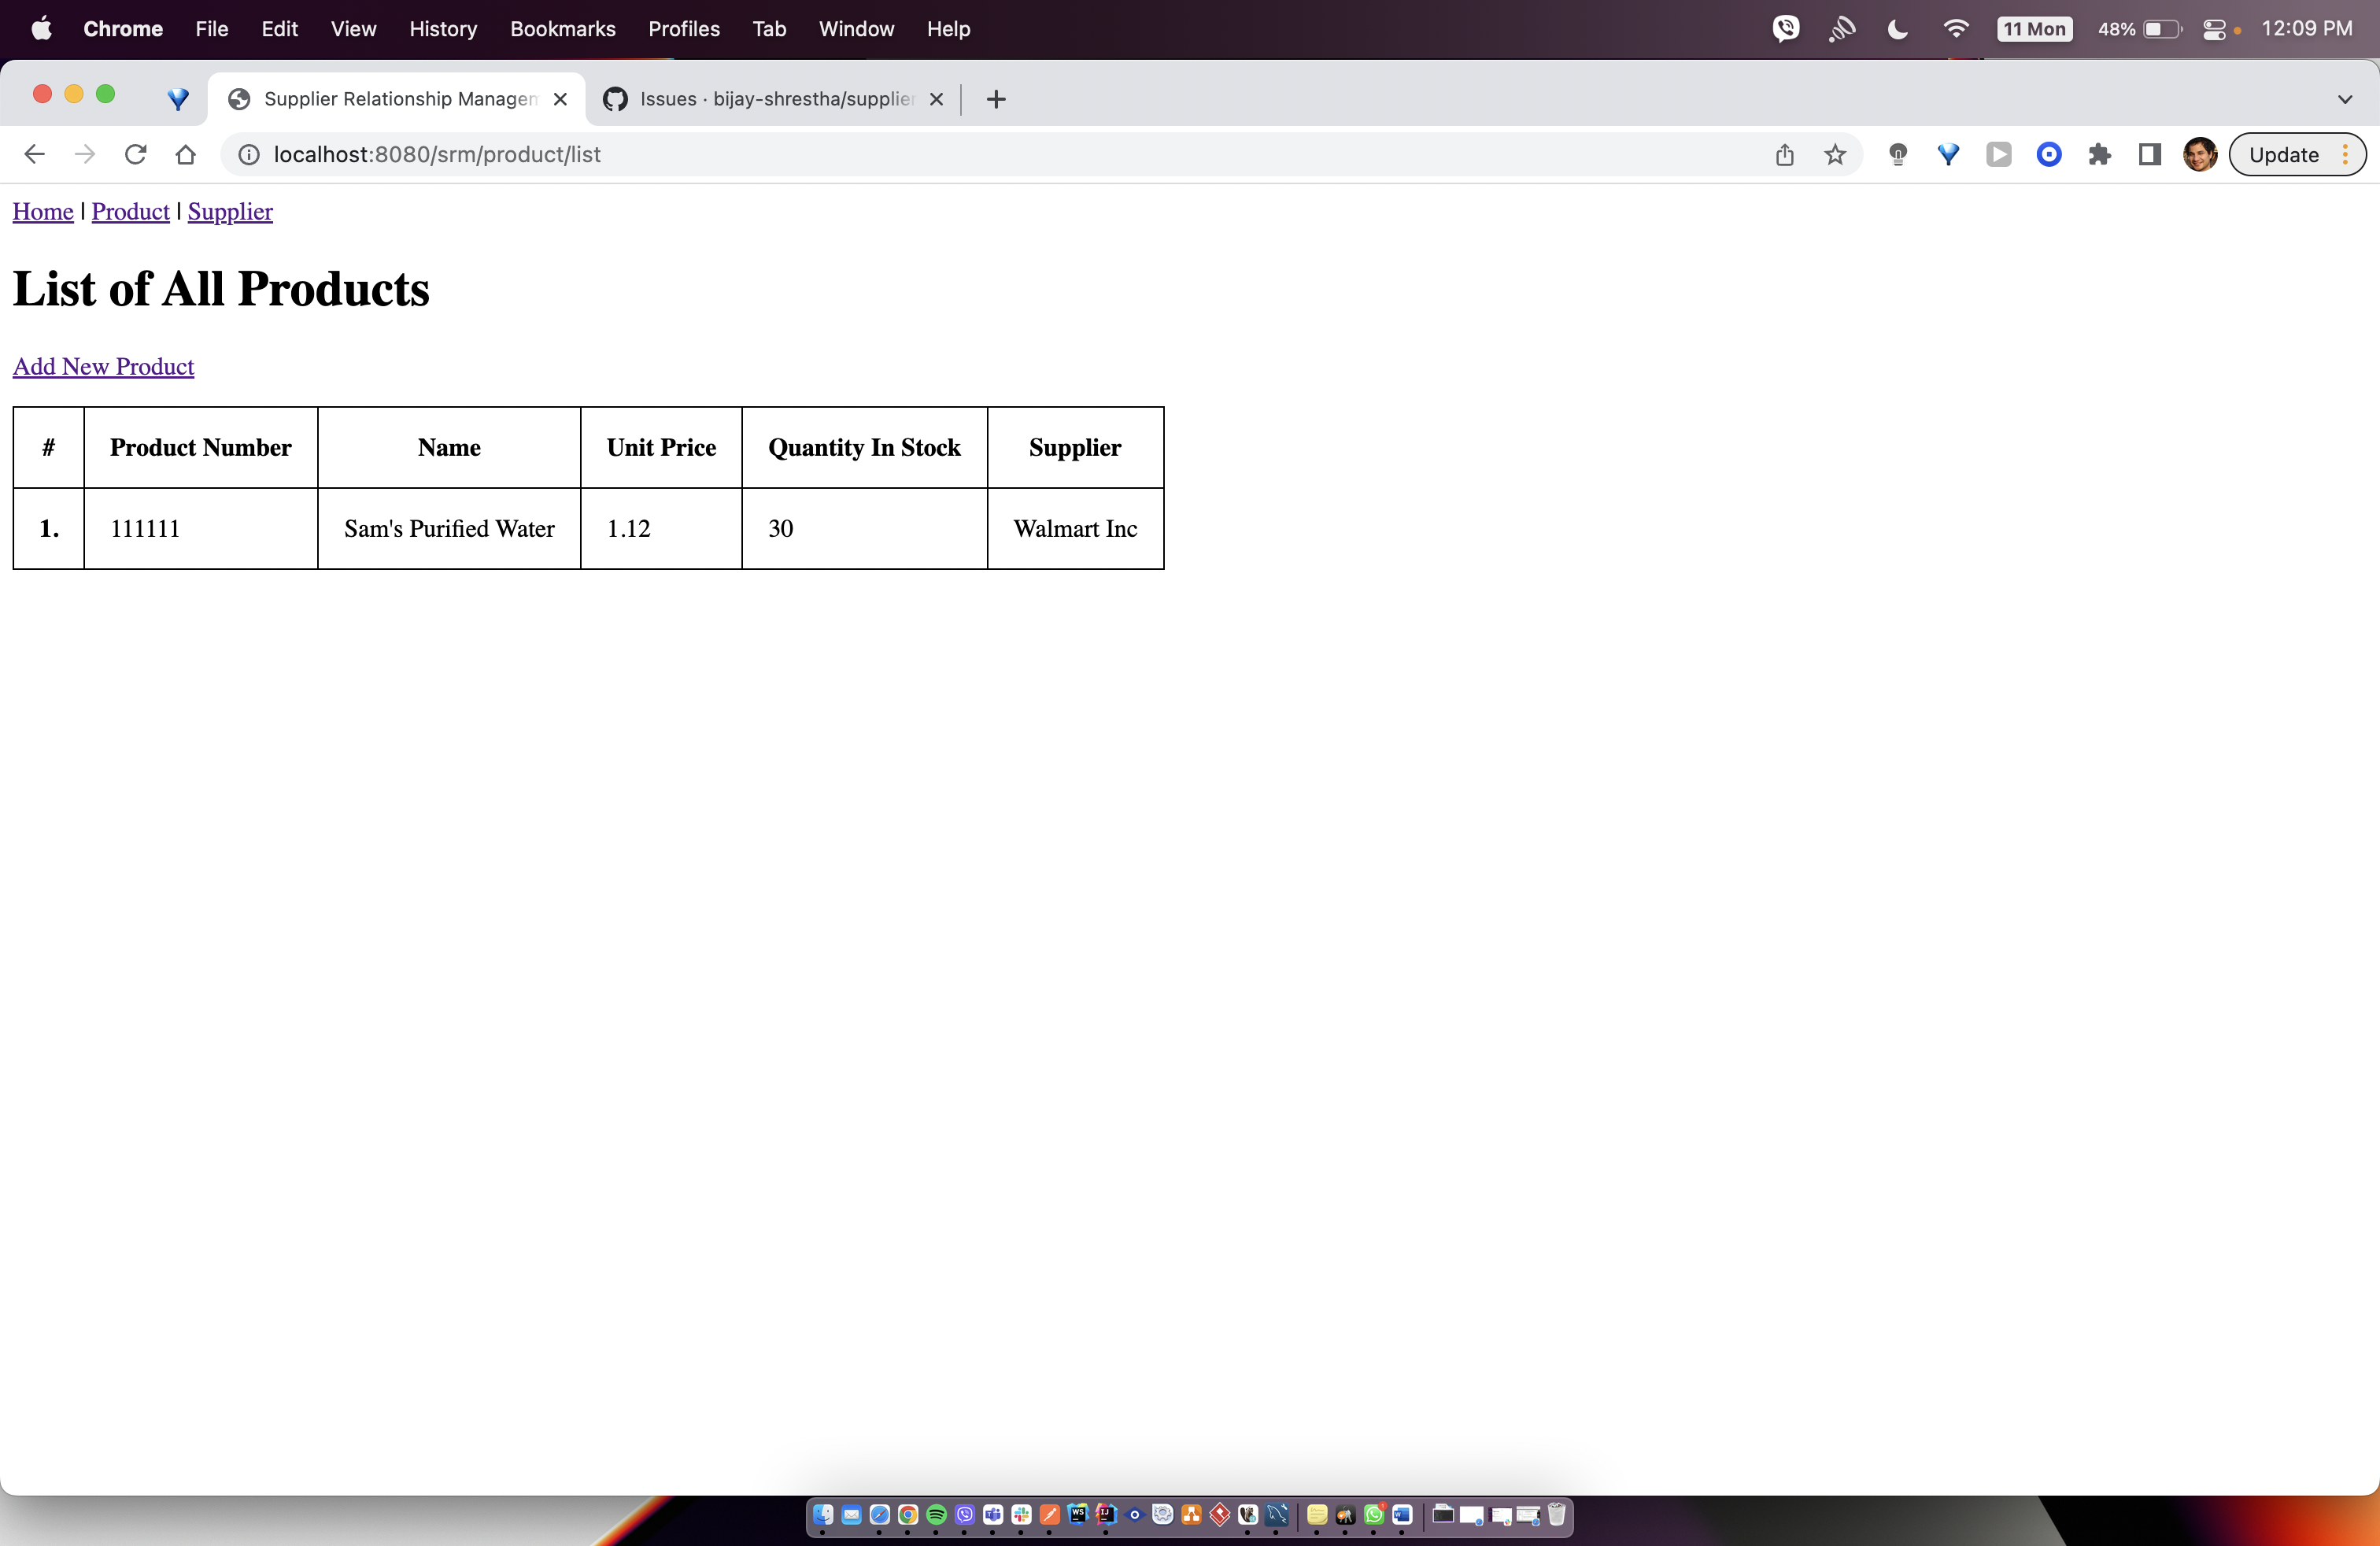 Chrome File Edit View History Bookmarks Profiles Tab Window Help 11 Mon 48% 12:09 PM
Supplier Relationship Managem Issues · bijay-shrestha/supplier
localhost:8080/srm/product/list Update
Home | Product | Supplier
List of All Products
Add New Product
# Product Number Name Unit Price Quantity In Stock Supplier
1. 111111 Sam's Purified Water 1.12 30 Walmart Inc